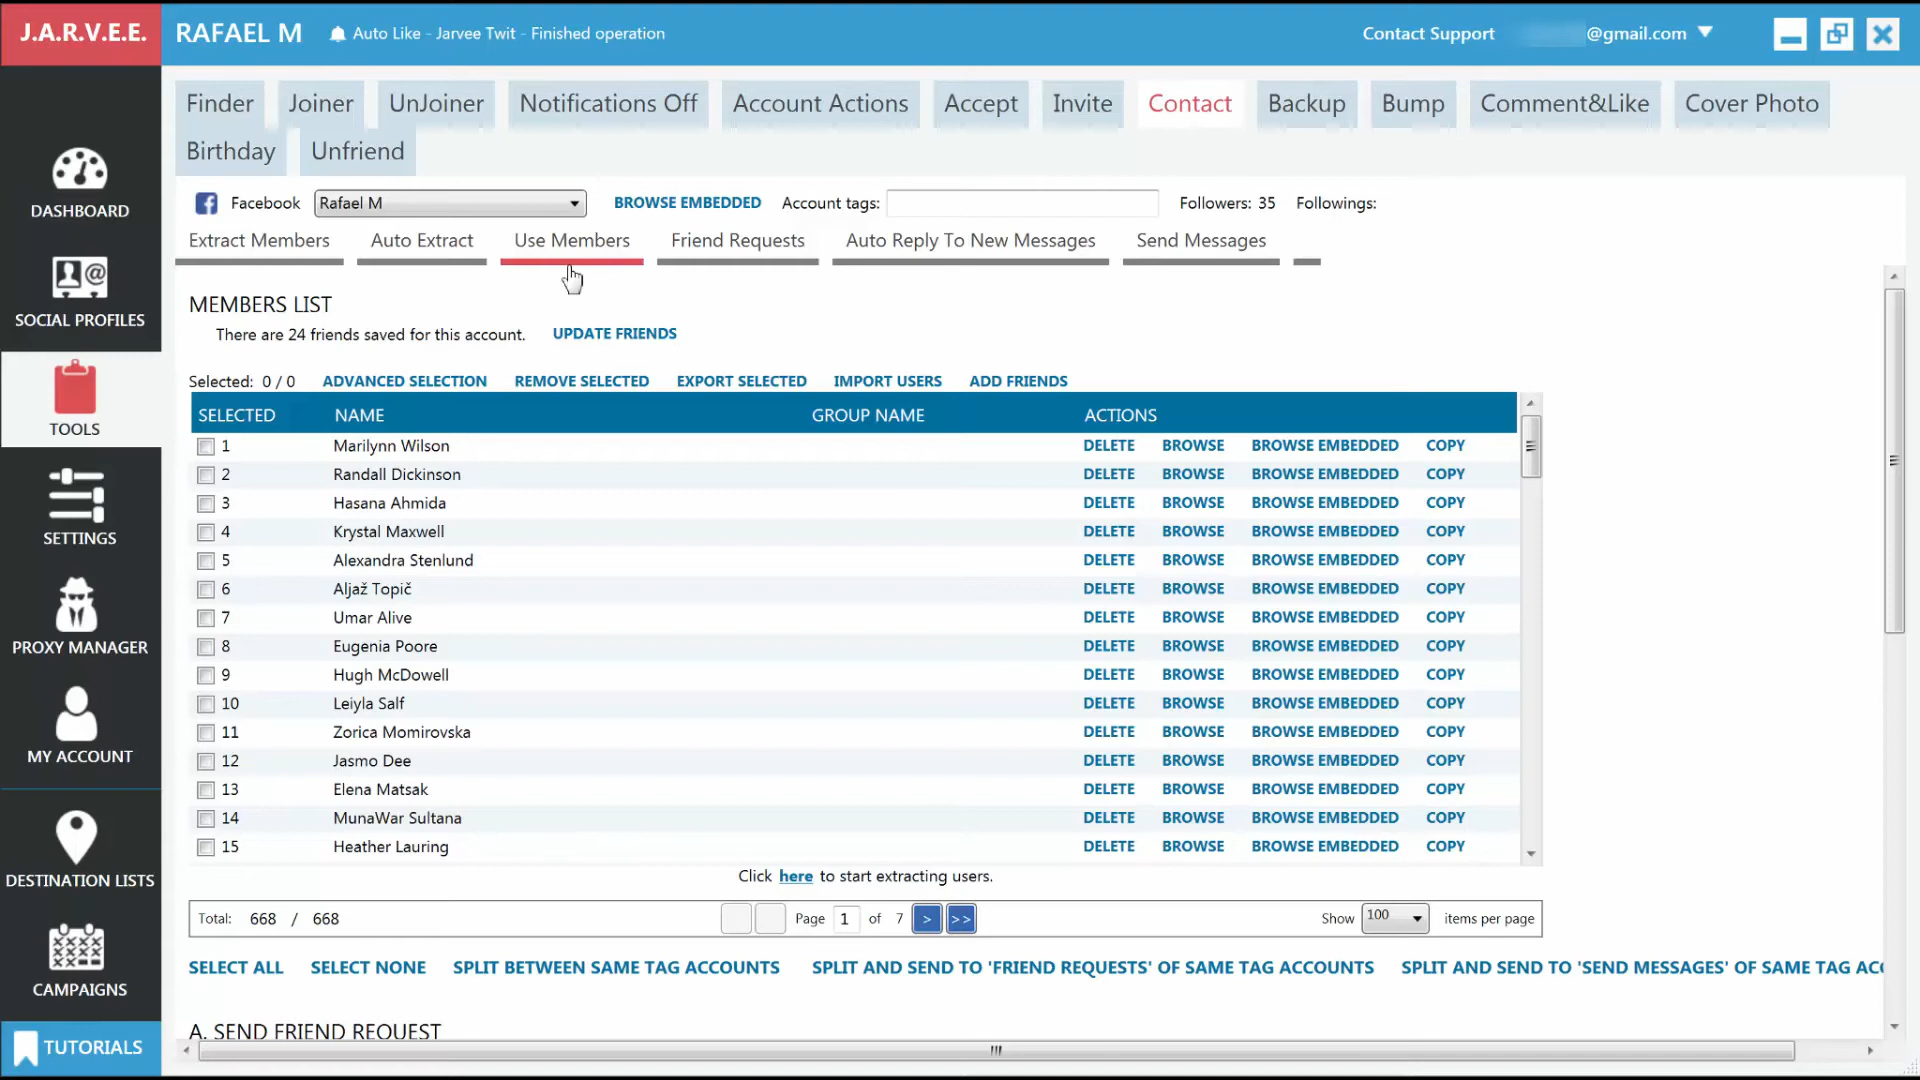 J.A.R.V.E.E. RAFAEL M Auto Like - Jarvee Twit - Finished operation Contact Support @gmail.com
Finder Joiner UnJoiner Notifications Off Account Actions Accept Invite Contact Backup Bump Comment&Like Cover Photo
Birthday Unfriend
Facebook Rafael M BROWSE EMBEDDED Account tags: Followers: 35 Followings:
Extract Members Auto Extract Use Members Friend Requests Auto Reply To New Messages Send Messages
DASHBOARD
SOCIAL PROFILES
TOOLS
SETTINGS
PROXY MANAGER
MY ACCOUNT
DESTINATION LISTS
CAMPAIGNS
TUTORIALS
MEMBERS LIST
There are 24 friends saved for this account. UPDATE FRIENDS
Selected: 0 / 0 ADVANCED SELECTION REMOVE SELECTED EXPORT SELECTED IMPORT USERS ADD FRIENDS
SELECTED NAME GROUP NAME ACTIONS
1 Marilynn Wilson DELETE BROWSE BROWSE EMBEDDED COPY
2 Randall Dickinson DELETE BROWSE BROWSE EMBEDDED COPY
3 Hasana Ahmida DELETE BROWSE BROWSE EMBEDDED COPY
4 Krystal Maxwell DELETE BROWSE BROWSE EMBEDDED COPY
5 Alexandra Stenlund DELETE BROWSE BROWSE EMBEDDED COPY
6 Aljaž Topič DELETE BROWSE BROWSE EMBEDDED COPY
7 Umar Alive DELETE BROWSE BROWSE EMBEDDED COPY
8 Eugenia Poore DELETE BROWSE BROWSE EMBEDDED COPY
9 Hugh McDowell DELETE BROWSE BROWSE EMBEDDED COPY
10 Leiyla Salf DELETE BROWSE BROWSE EMBEDDED COPY
11 Zorica Momirovska DELETE BROWSE BROWSE EMBEDDED COPY
12 Jasmo Dee DELETE BROWSE BROWSE EMBEDDED COPY
13 Elena Matsak DELETE BROWSE BROWSE EMBEDDED COPY
14 MunaWar Sultana DELETE BROWSE BROWSE EMBEDDED COPY
15 Heather Lauring DELETE BROWSE BROWSE EMBEDDED COPY
Click here to start extracting users.
Total: 668 / 668 Page 1 of 7 > >> Show 100 items per page
SELECT ALL SELECT NONE SPLIT BETWEEN SAME TAG ACCOUNTS SPLIT AND SEND TO 'FRIEND REQUESTS' OF SAME TAG ACCOUNTS SPLIT AND SEND TO 'SEND MESSAGES' OF SAME TAG ACC
A. SEND FRIEND REQUEST